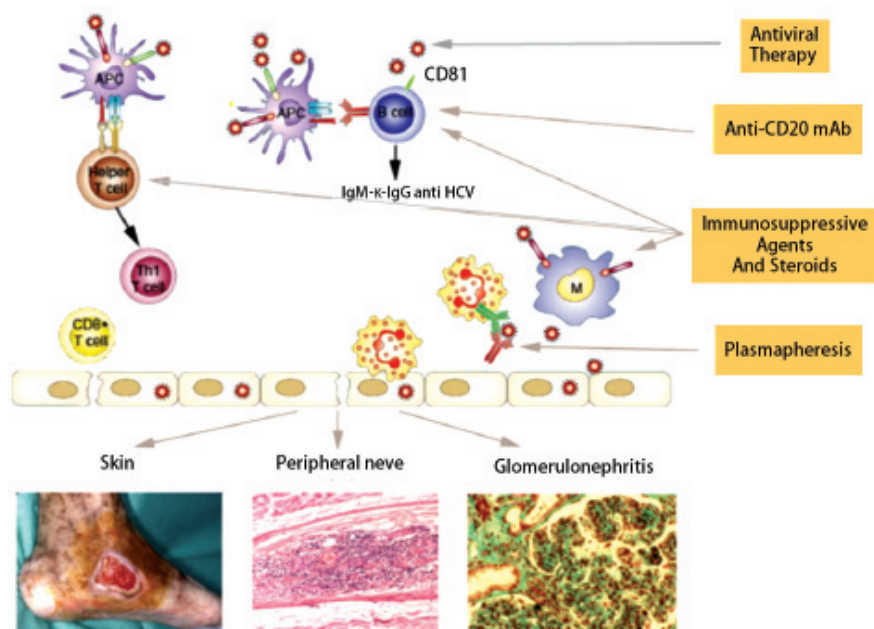 APC
APC
CD81
B cell
Helper
T cell
IgM-κ-IgG anti HCV
Th1
T cell
CD8+
T cell
M
Antiviral
Therapy
Anti-CD20 mAb
Immunosuppressive
Agents
And Steroids
Plasmapheresis
Skin
Peripheral neve
Glomerulonephritis